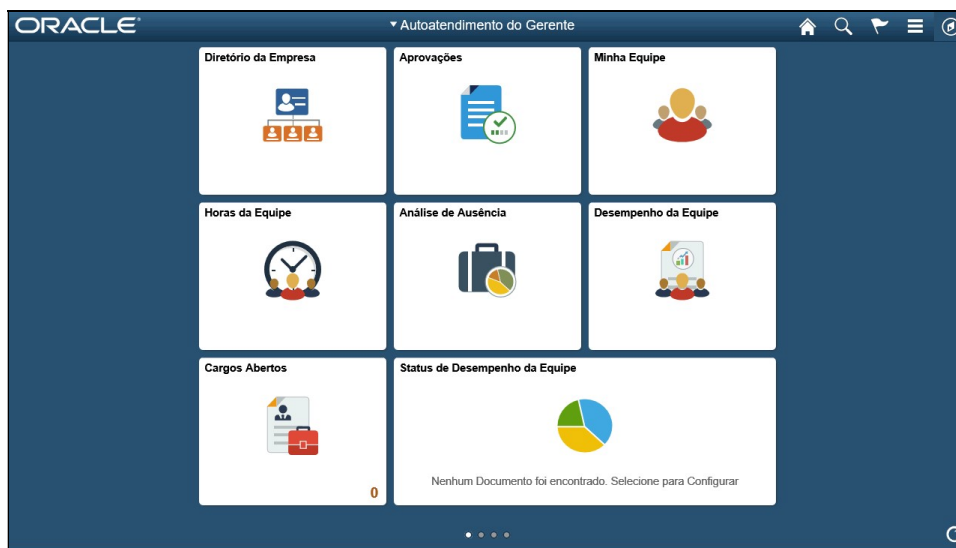 ORACLE
Autoatendimento do Gerente
Diretório da Empresa
Aprovações
Minha Equipe
Horas da Equipe
Análise de Ausência
Desempenho da Equipe
Cargos Abertos
0
Status de Desempenho da Equipe
Nenhum Documento foi encontrado. Selecione para Configurar